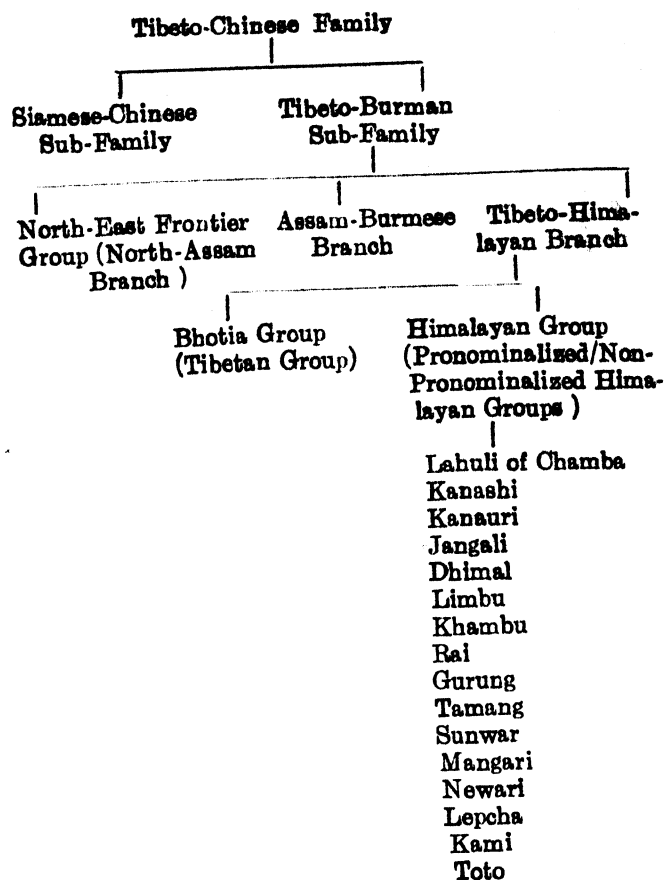 Tibeto-Chinese Family
Siamese-Chinese
Sub-Family
Tibeto-Burman
Sub-Family
North-East Frontier
Group (North-Assam
Branch )
Assam-Burmese
Branch
Tibeto-Hima-
layan Branch
Bhotia Group
(Tibetan Group)
Himalayan Group
(Pronominalized/Non-
Pronominalized Hima-
layan Groups )
Lahuli of Chamba
Kanashi
Kanauri
Jangali
Dhimal
Limbu
Khambu
Rai
Gurung
Tamang
Sunwar
Mangari
Newari
Lepcha
Kami
Toto